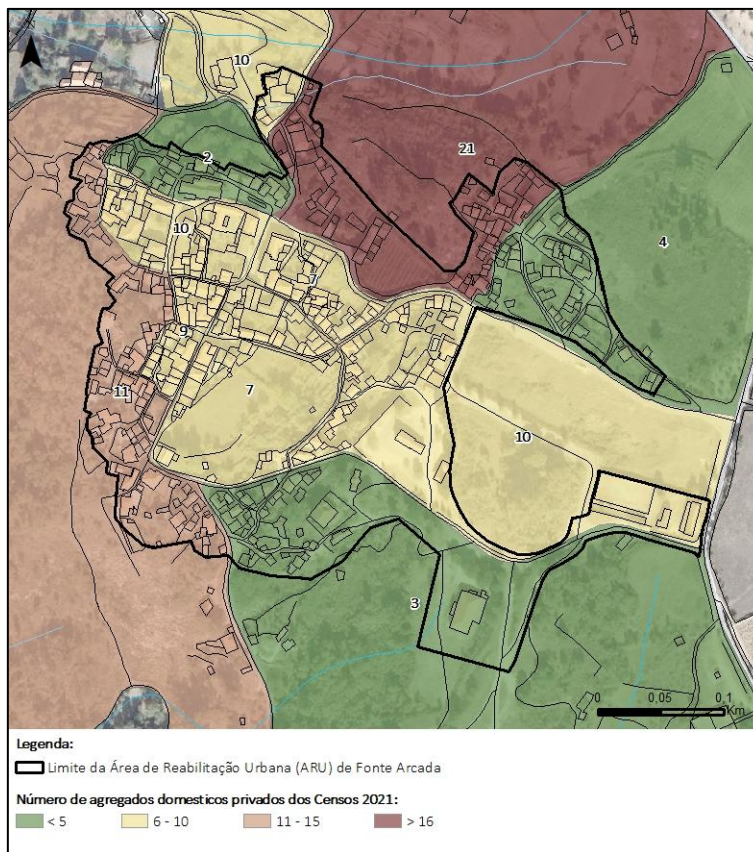 10
2
21
4
10
7
9
11
7
10
3
0 0,05 0,1
Km
Legenda:
Limite da Área de Reabilitação Urbana (ARU) de Fonte Arcada
Número de agregados domesticos privados dos Censos 2021:
< 5 6 - 10 11 - 15 > 16